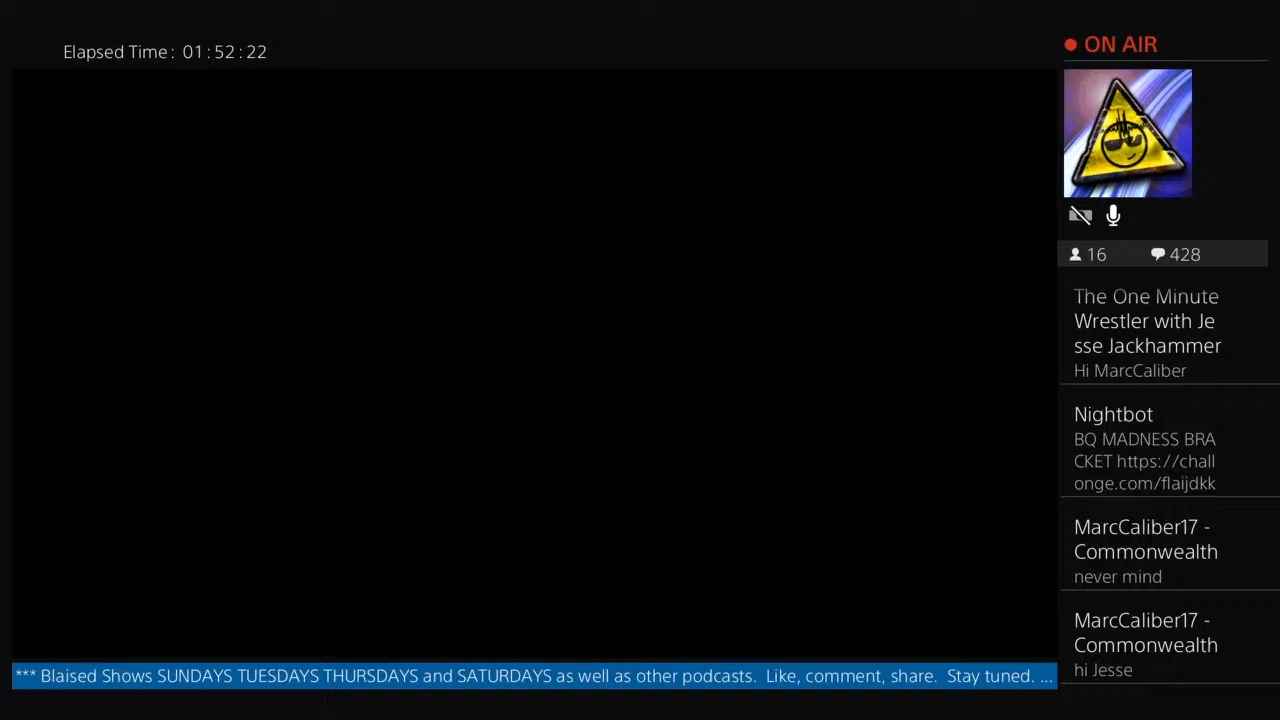 Elapsed Time: 01:52:22
ON AIR
16 428
The One Minute
Wrestler with Je
sse Jackhammer
Hi MarcCaliber
Nightbot
BQ MADNESS BRA
CKET https://chall
onge.com/flaijdkk
MarcCaliber17 -
Commonwealth
never mind
MarcCaliber17 -
Commonwealth
hi Jesse
*** Blaised Shows SUNDAYS TUESDAYS THURSDAYS and SATURDAYS as well as other podcasts. Like, comment, share. Stay tuned. ...